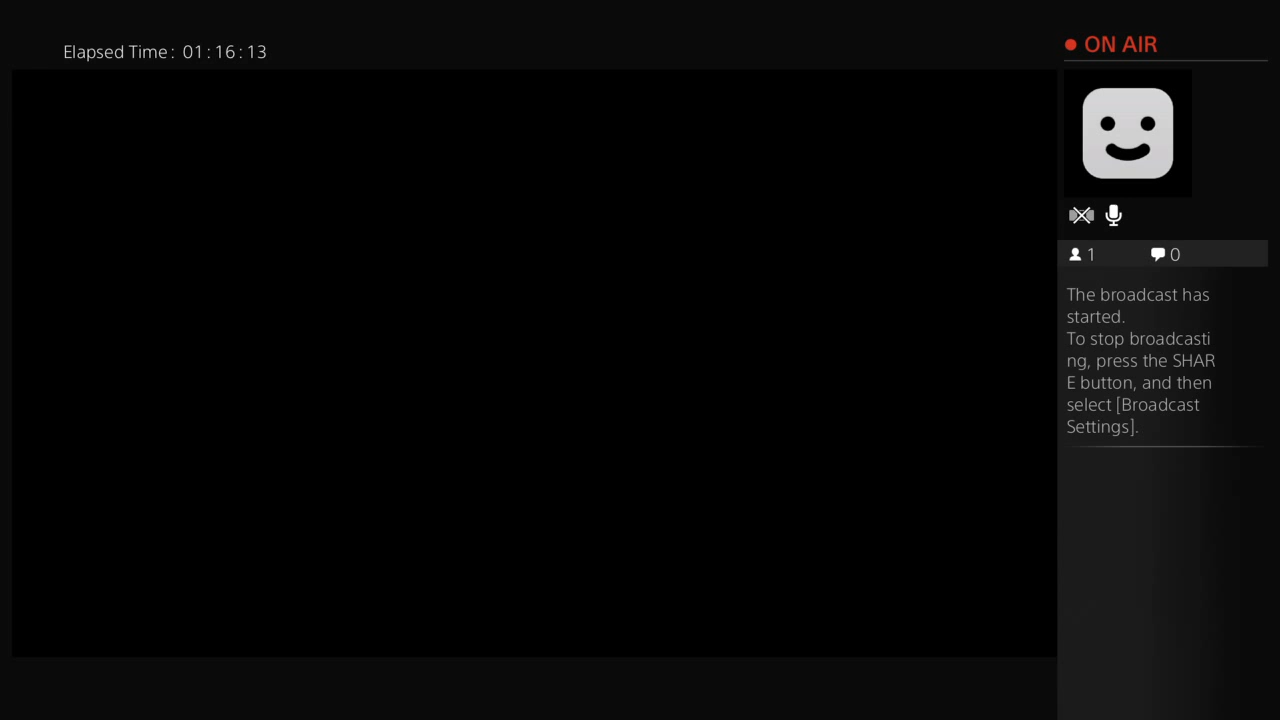 Elapsed Time: 01:16:13
ON AIR
1 0
The broadcast has
started.
To stop broadcasti
ng, press the SHAR
E button, and then
select [Broadcast
Settings].